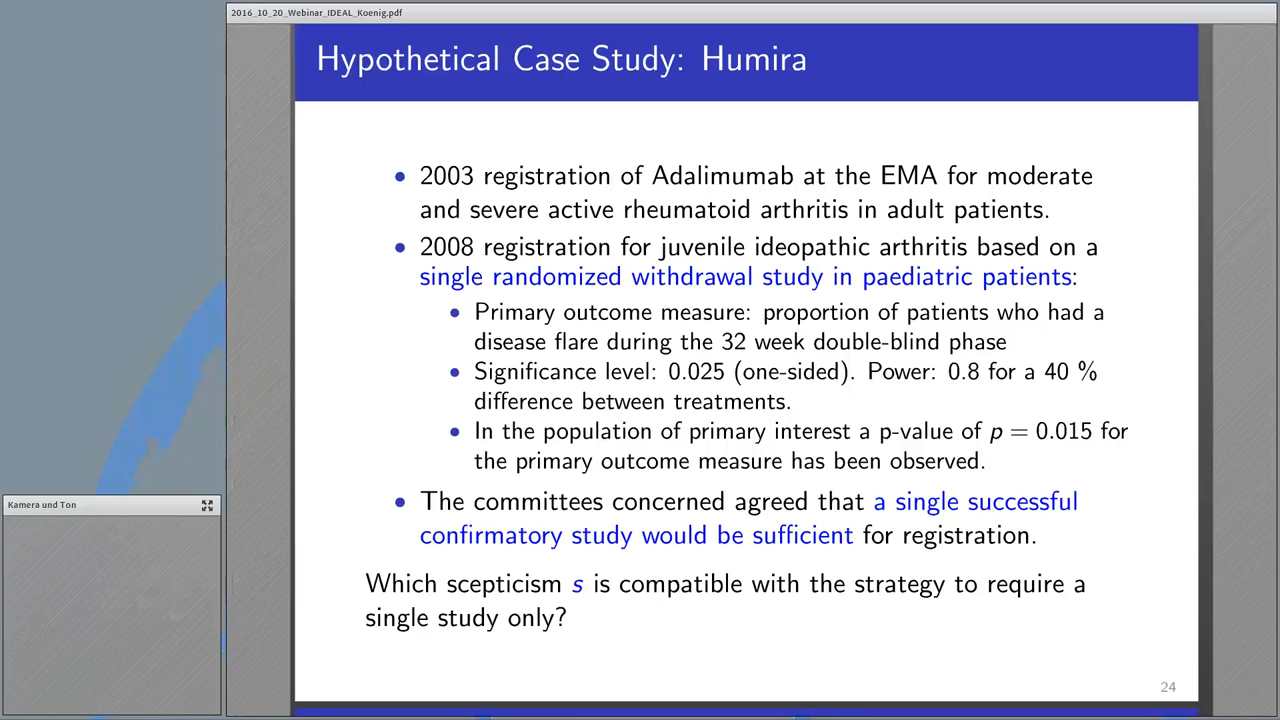 2016_10_20_Webinar_IDEAL_Koenig.pdf
Hypothetical Case Study: Humira
• 2003 registration of Adalimumab at the EMA for moderate
and severe active rheumatoid arthritis in adult patients.
• 2008 registration for juvenile ideopathic arthritis based on a
single randomized withdrawal study in paediatric patients:
• Primary outcome measure: proportion of patients who had a
disease flare during the 32 week double-blind phase
• Significance level: 0.025 (one-sided). Power: 0.8 for a 40 %
difference between treatments.
• In the population of primary interest a p-value of p = 0.015 for
the primary outcome measure has been observed.
• The committees concerned agreed that a single successful
confirmatory study would be sufficient for registration.
Which scepticism s is compatible with the strategy to require a
single study only?
24
Kamera und Ton